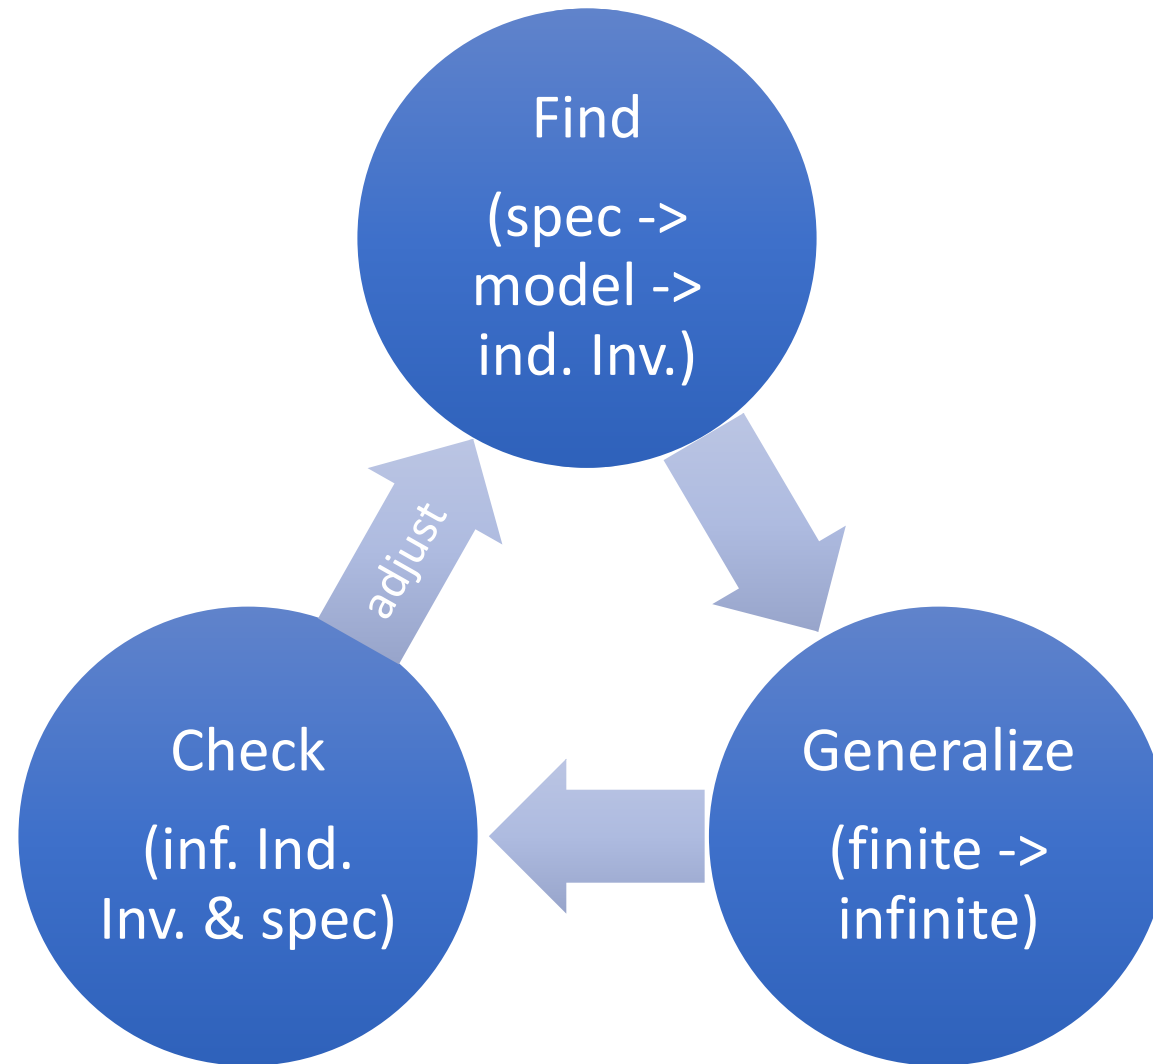 Find
(spec ->
model ->
ind. Inv.)
adjust
Check
(inf. Ind.
Inv. & spec)
Generalize
(finite ->
infinite)